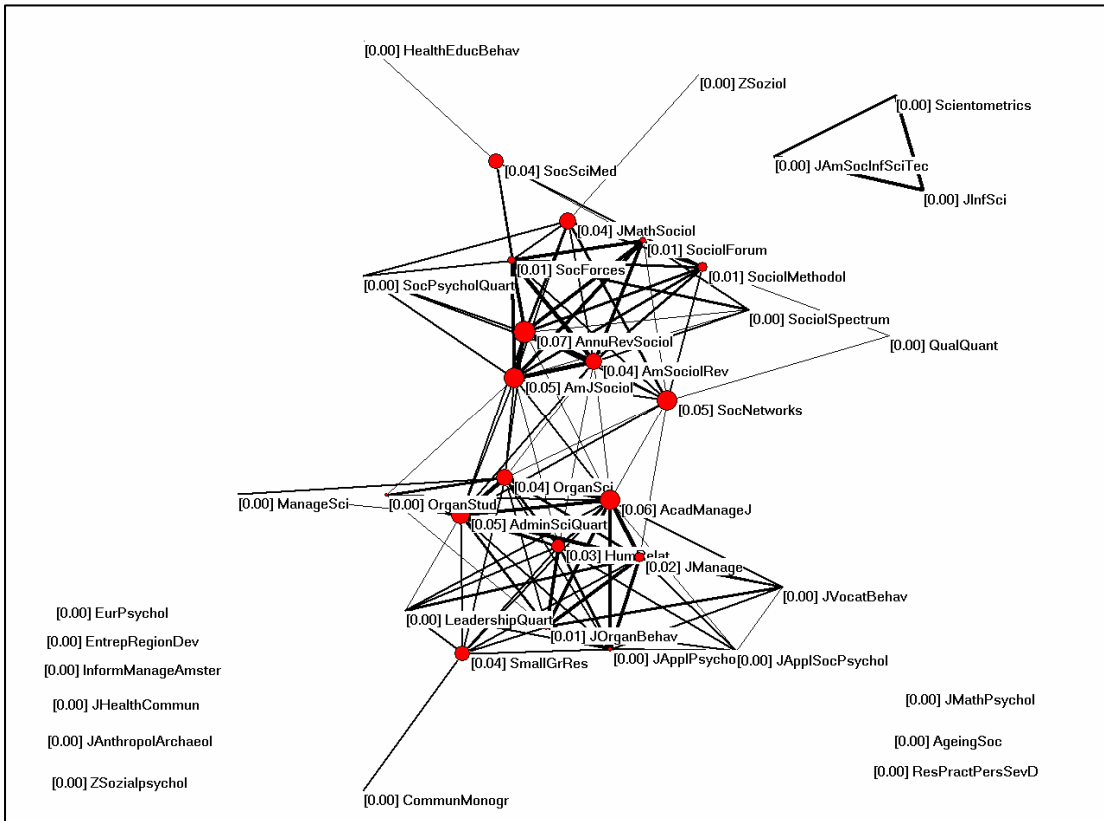 [0.00] HealthEducBehav
[0.00] ZSoziol
[0.00] Scientometrics
[0.00] JAmSocInfSciTec
[0.04] SocSciMed
[0.00] JInfSci
[0.04] JMathSociol
[0.01] SociolForum
[0.01] SocForces
[0.01] SociolMethodol
[0.00] SocPsycholQuart
[0.00] SociolSpectrum
[0.07] AnnuRevSociol
[0.00] QualQuant
[0.04] AmSociolRev
[0.05] AmJSociol
[0.05] SocNetworks
[0.04] OrganSci
[0.00] ManageSci
[0.00] OrganStud
[0.06] AcadManageJ
[0.05] AdminSciQuart
[0.03] HumRelat
[0.02] JManage
[0.00] JVocatBehav
[0.00] EurPsychol
[0.00] LeadershipQuart
[0.00] EntrepRegionDev
[0.01] JOrganBehav
[0.04] SmallGrRes
[0.00] JApplPsycho
[0.00] JApplSocPsychol
[0.00] InformManageAmster
[0.00] JHealthCommun
[0.00] JMathPsychol
[0.00] JAnthropolArchaeol
[0.00] AgeingSoc
[0.00] ZSozialpsychol
[0.00] ResPractPersSevD
[0.00] CommunMonogr